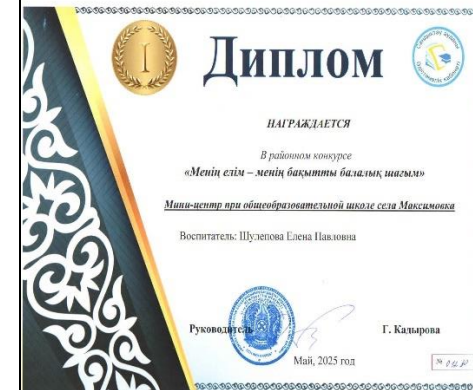 1
Диплом
НАГРАЖДАЕТСЯ
В районном конкурсе
«Менің елім – менің бақытты балалық шағым»
Мини-центр при общеобразовательной школе села Максимовка
Воспитатель: Шулепова Елена Павловна
Руководитель
Г. Кадырова
Май, 2025 год